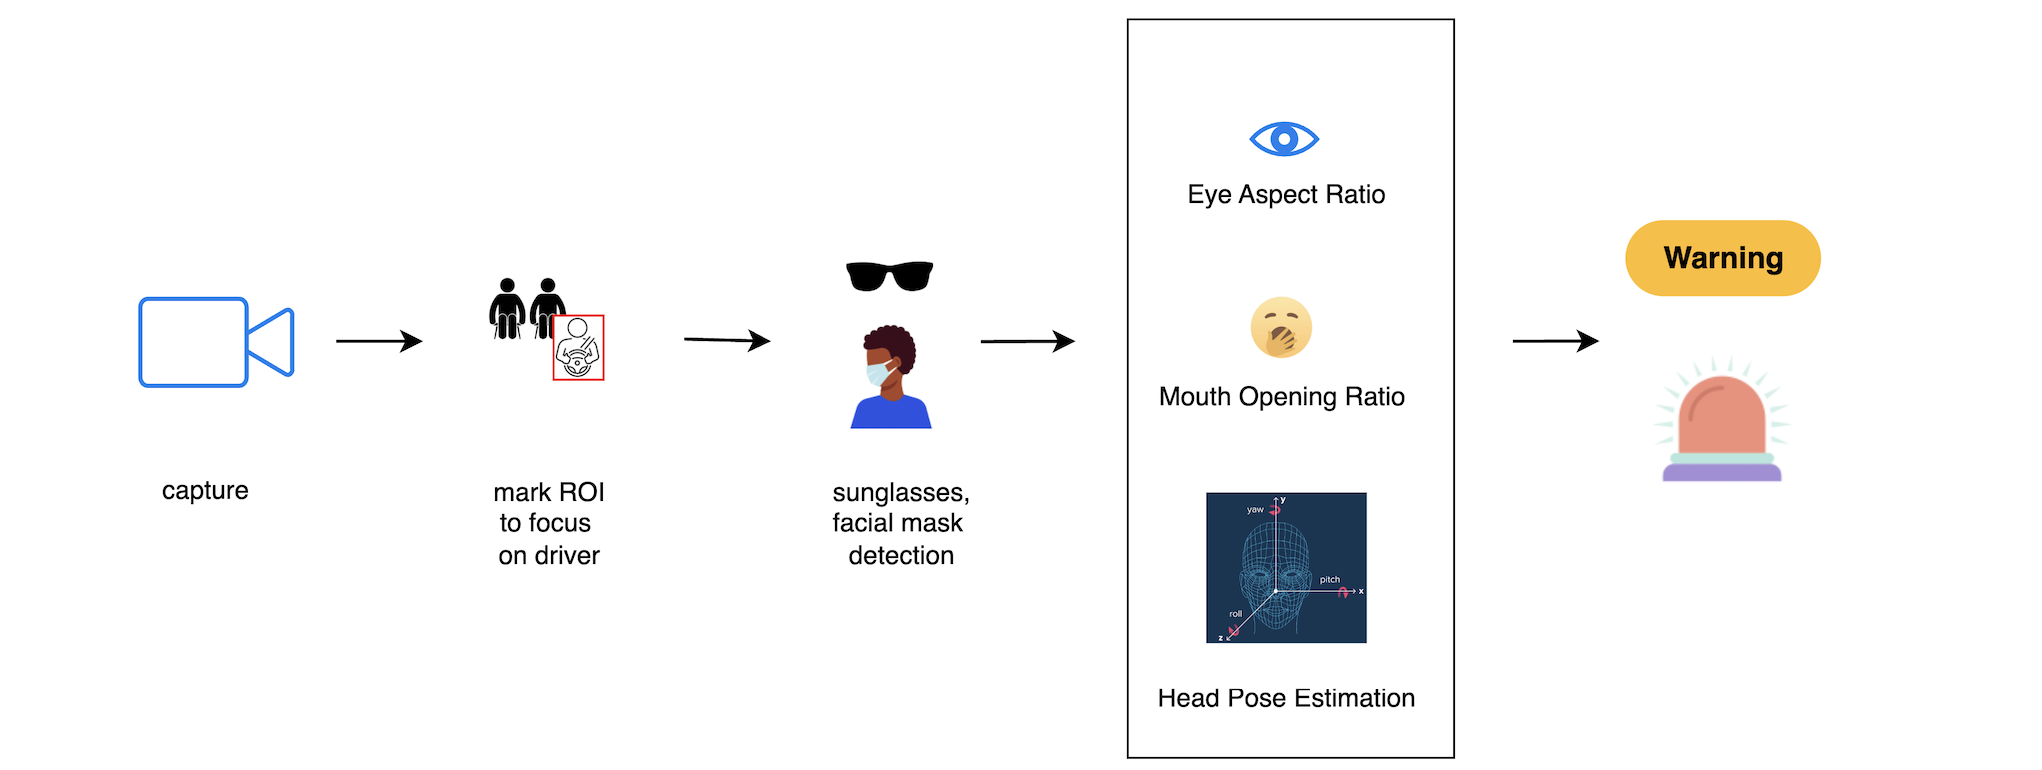 capture
mark ROI
to focus
on driver
sunglasses,
facial mask
detection
Eye Aspect Ratio
Mouth Opening Ratio
y
yaw
pitch
x
roll
z
Head Pose Estimation
Warning